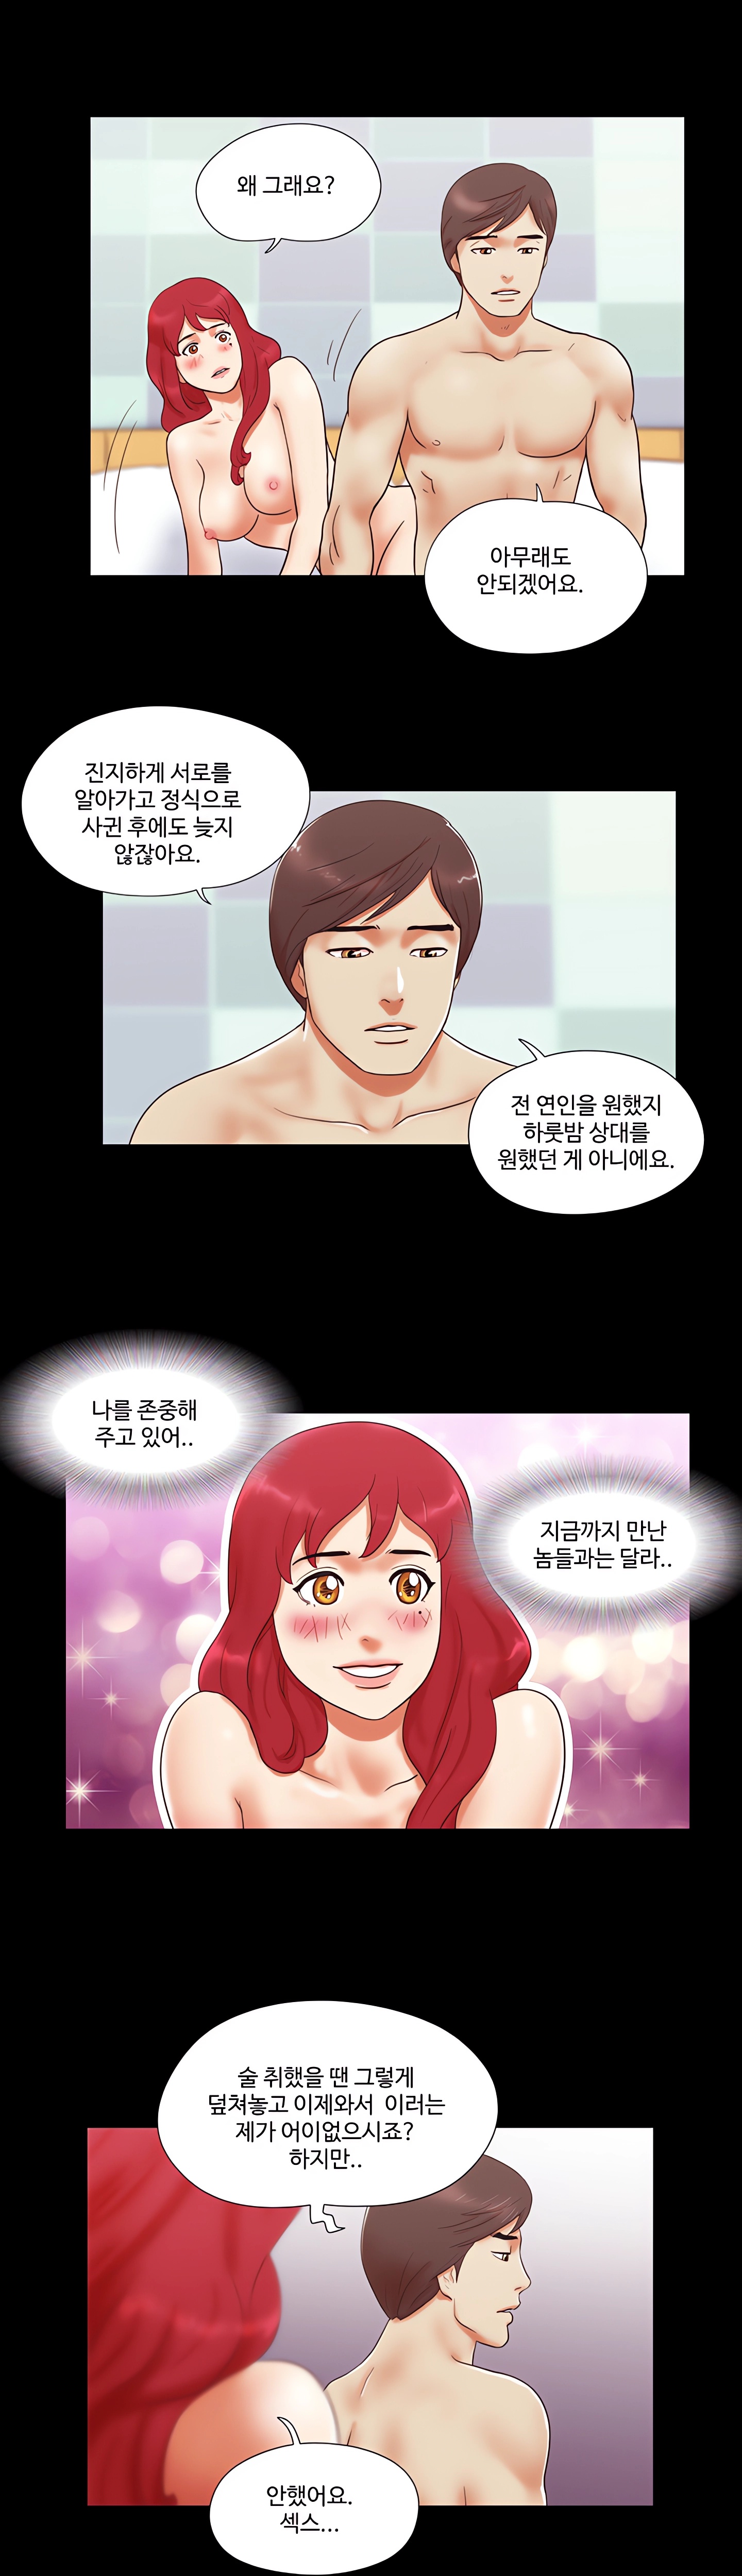 왜 그래요?
아무래도
안되겠어요.
진지하게 서로를
알아가고 정식으로
사귄 후에도 늦지
않잖아요.
전 연인을 원했지
하룻밤 상대를
원했던 게 아니에요.
나를 존중해
주고 있어..
지금까지 만난
놈들과는 달라..
술 취했을 땐 그렇게
덮쳐놓고 이제와서 이러는
제가 어이없으시죠?
하지만..
안했어요.
섹스...